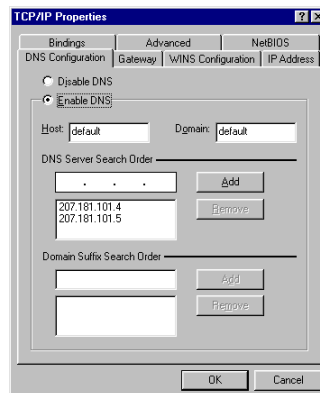 TCP/IP Properties
Bindings Advanced NetBIOS
DNS Configuration Gateway WINS Configuration IP Address
Disable DNS
Enable DNS
Host: default Domain: default
DNS Server Search Order
. . . Add
207.181.101.4 Remove
207.181.101.5
Domain Suffix Search Order
Add
Remove
OK Cancel